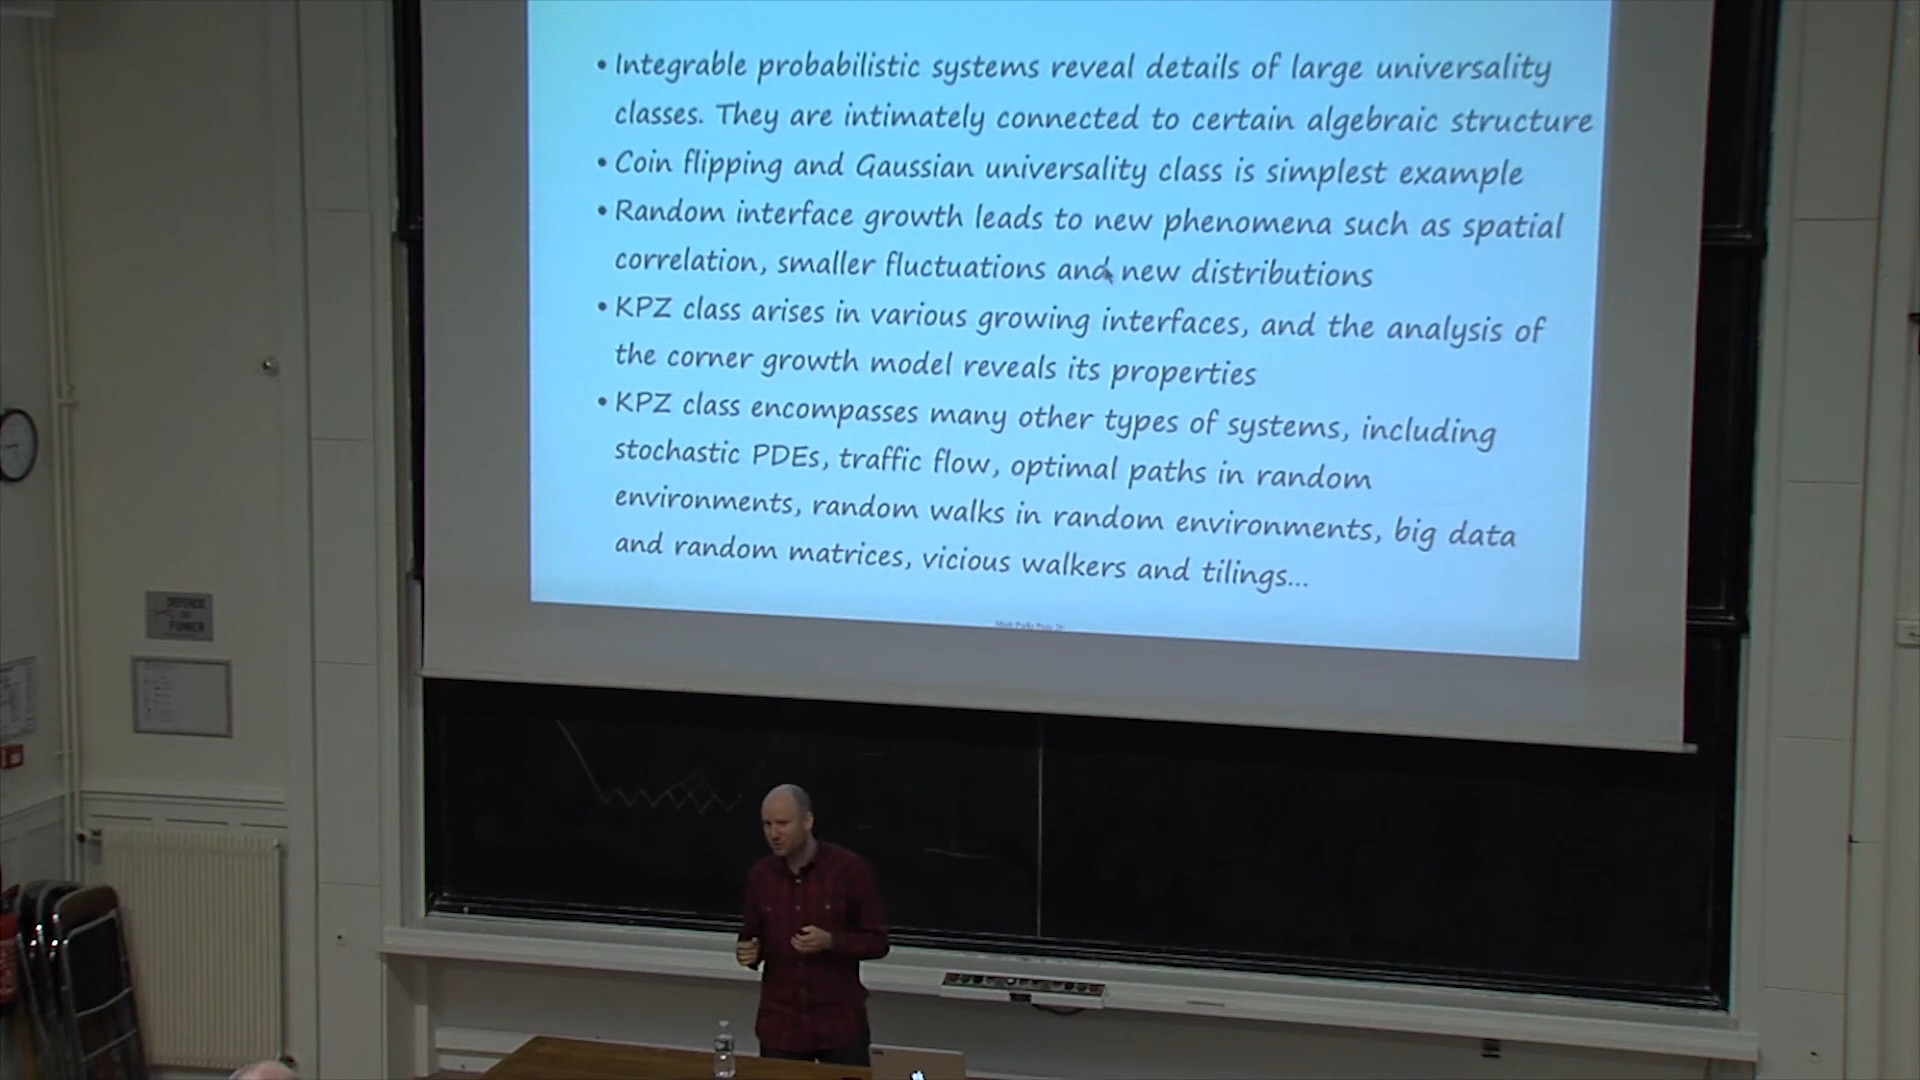 • Integrable probabilistic systems reveal details of large universality
classes. They are intimately connected to certain algebraic structure
• Coin flipping and Gaussian universality class is simplest example
• Random interface growth leads to new phenomena such as spatial
correlation, smaller fluctuations and new distributions
• KPZ class arises in various growing interfaces, and the analysis of
the corner growth model reveals its properties
• KPZ class encompasses many other types of systems, including
stochastic PDEs, traffic flow, optimal paths in random
environments, random walks in random environments, big data
and random matrices, vicious walkers and tilings...
DEFENSE
DE
FUMER